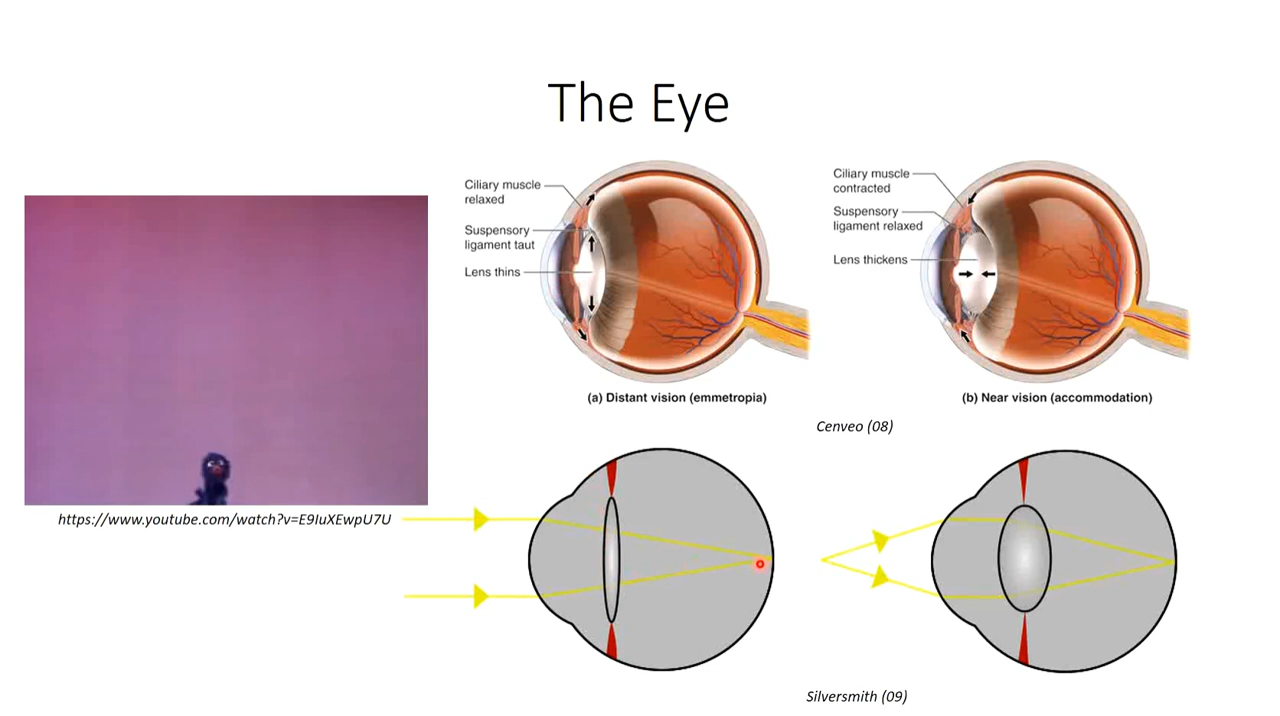 The Eye
Ciliary muscle
relaxed
Suspensory
ligament taut
Lens thins
(a) Distant vision (emmetropia)
Ciliary muscle
contracted
Suspensory
ligament relaxed
Lens thickens
(b) Near vision (accommodation)
Cenveo (08)
https://www.youtube.com/watch?v=E9IuXEwpU7U
Silversmith (09)